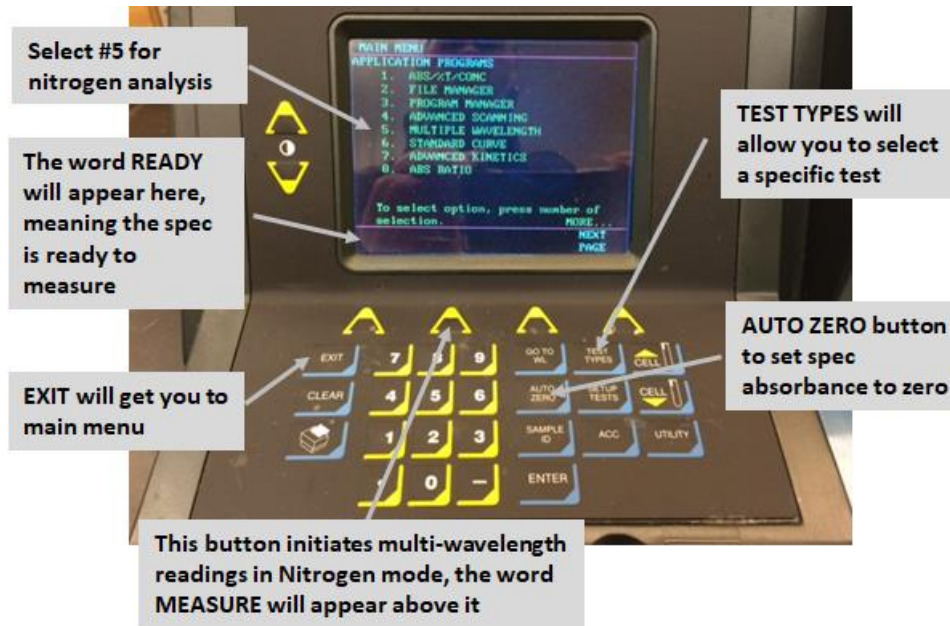 Select #5 for
nitrogen analysis
The word READY
will appear here,
meaning the spec
is ready to
measure
EXIT will get you to
main menu
MAIN MENU
APPLICATION PROGRAMS
1. ABS/%T/CONC
2. FILE MANAGER
3. PROGRAM MANAGER
4. ADVANCED SCANNING
5. MULTIPLE WAVELENGTH
6. STANDARD CURVE
7. ADVANCED KINETICS
8. ABS RATIO
To select option, press number of
selection. MORE...
NEXT
PAGE
TEST TYPES will
allow you to select
a specific test
AUTO ZERO button
to set spec
absorbance to zero
EXIT 7 8 9 GO TO WL TEST TYPES CELL
CLEAR 4 5 6 AUTO ZERO SETUP TESTS CELL
1 2 3 SAMPLE ID ACC UTILITY
0 – ENTER
This button initiates multi-wavelength
readings in Nitrogen mode, the word
MEASURE will appear above it